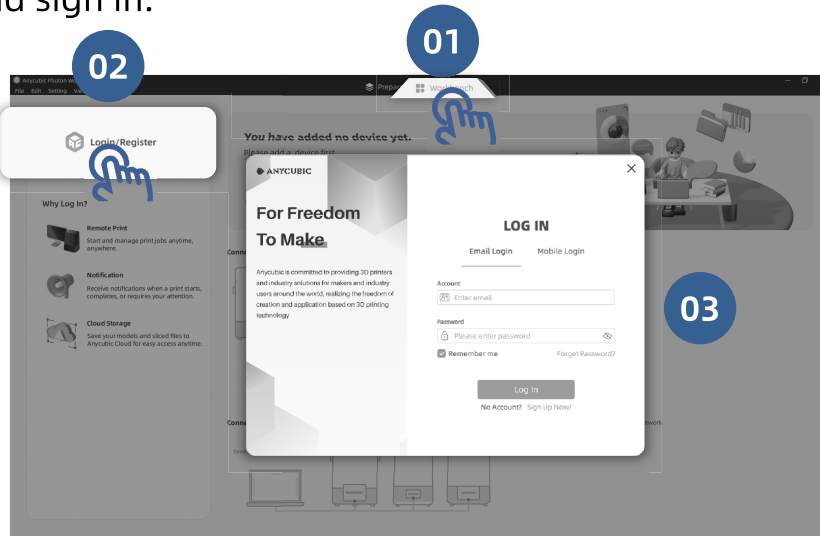 sign in.
01
02
Anycubic Photon
File Edit Setting
Workbench
Login/Register
You have added no device yet.
Please add a device first
Why Log In?
Remote Print
Start and manage print jobs anytime,
anywhere.
Notification
Receive notifications when a print starts,
completes, or requires your attention.
Cloud Storage
Save your models and sliced files to
Anycubic Cloud for easy access anytime.
ANYCUBIC
For Freedom
To Make
Anycubic is committed to providing 3D printers
and industry solutions for makers and industry
users around the world, realizing the freedom of
creation and application based on 3D printing
technology
LOG IN
Email Login Mobile Login
Account
Enter email
Password
Please enter password
Remember me Forget Password?
Log In
No Account? Sign Up Now!
03